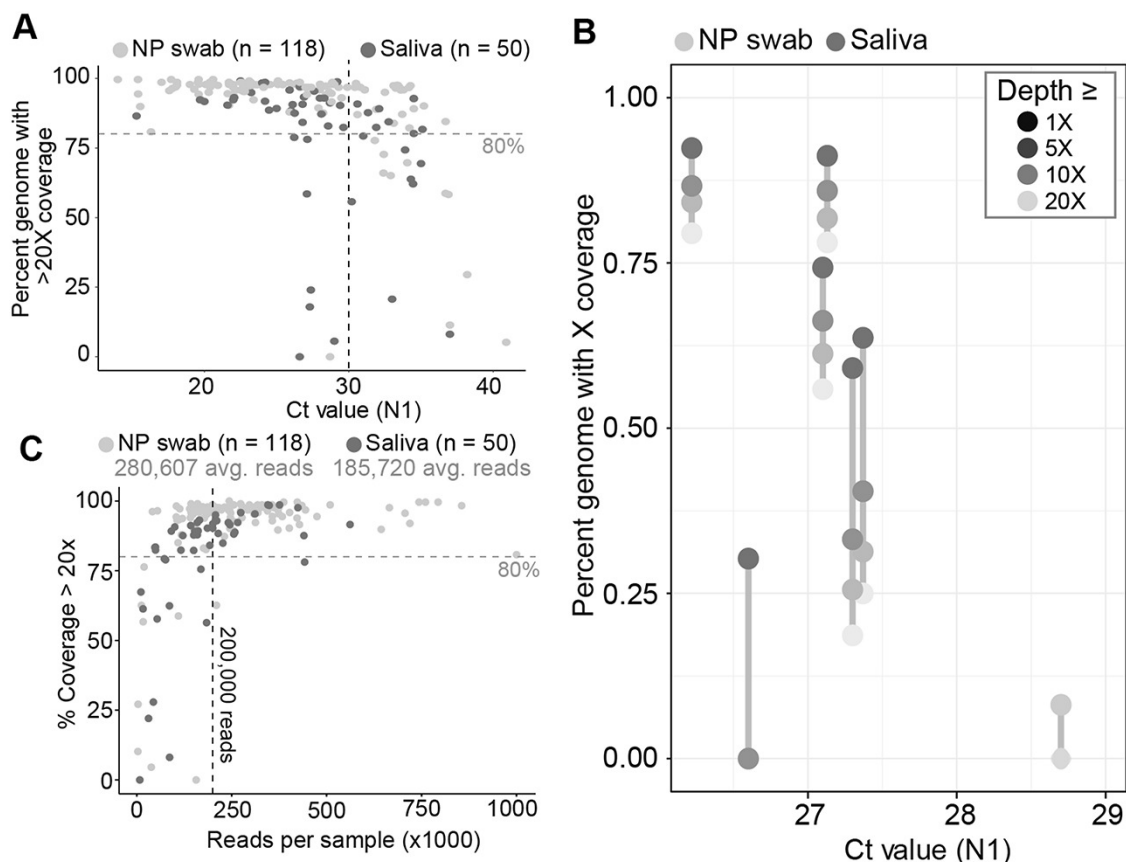 A
NP swab (n = 118) Saliva (n = 50)
100
75
50
25
0
80%
Percent genome with
>20X coverage
20 30 40
Ct value (N1)
B
NP swab Saliva
1.00
0.75
0.50
0.25
0.00
Depth ≥
1X
5X
10X
20X
Percent genome with X coverage
27 28 29
Ct value (N1)
C
NP swab (n = 118) Saliva (n = 50)
280,607 avg. reads 185,720 avg. reads
100
75
50
25
0
80%
200,000 reads
% Coverage > 20x
0 250 500 750 1000
Reads per sample (x1000)